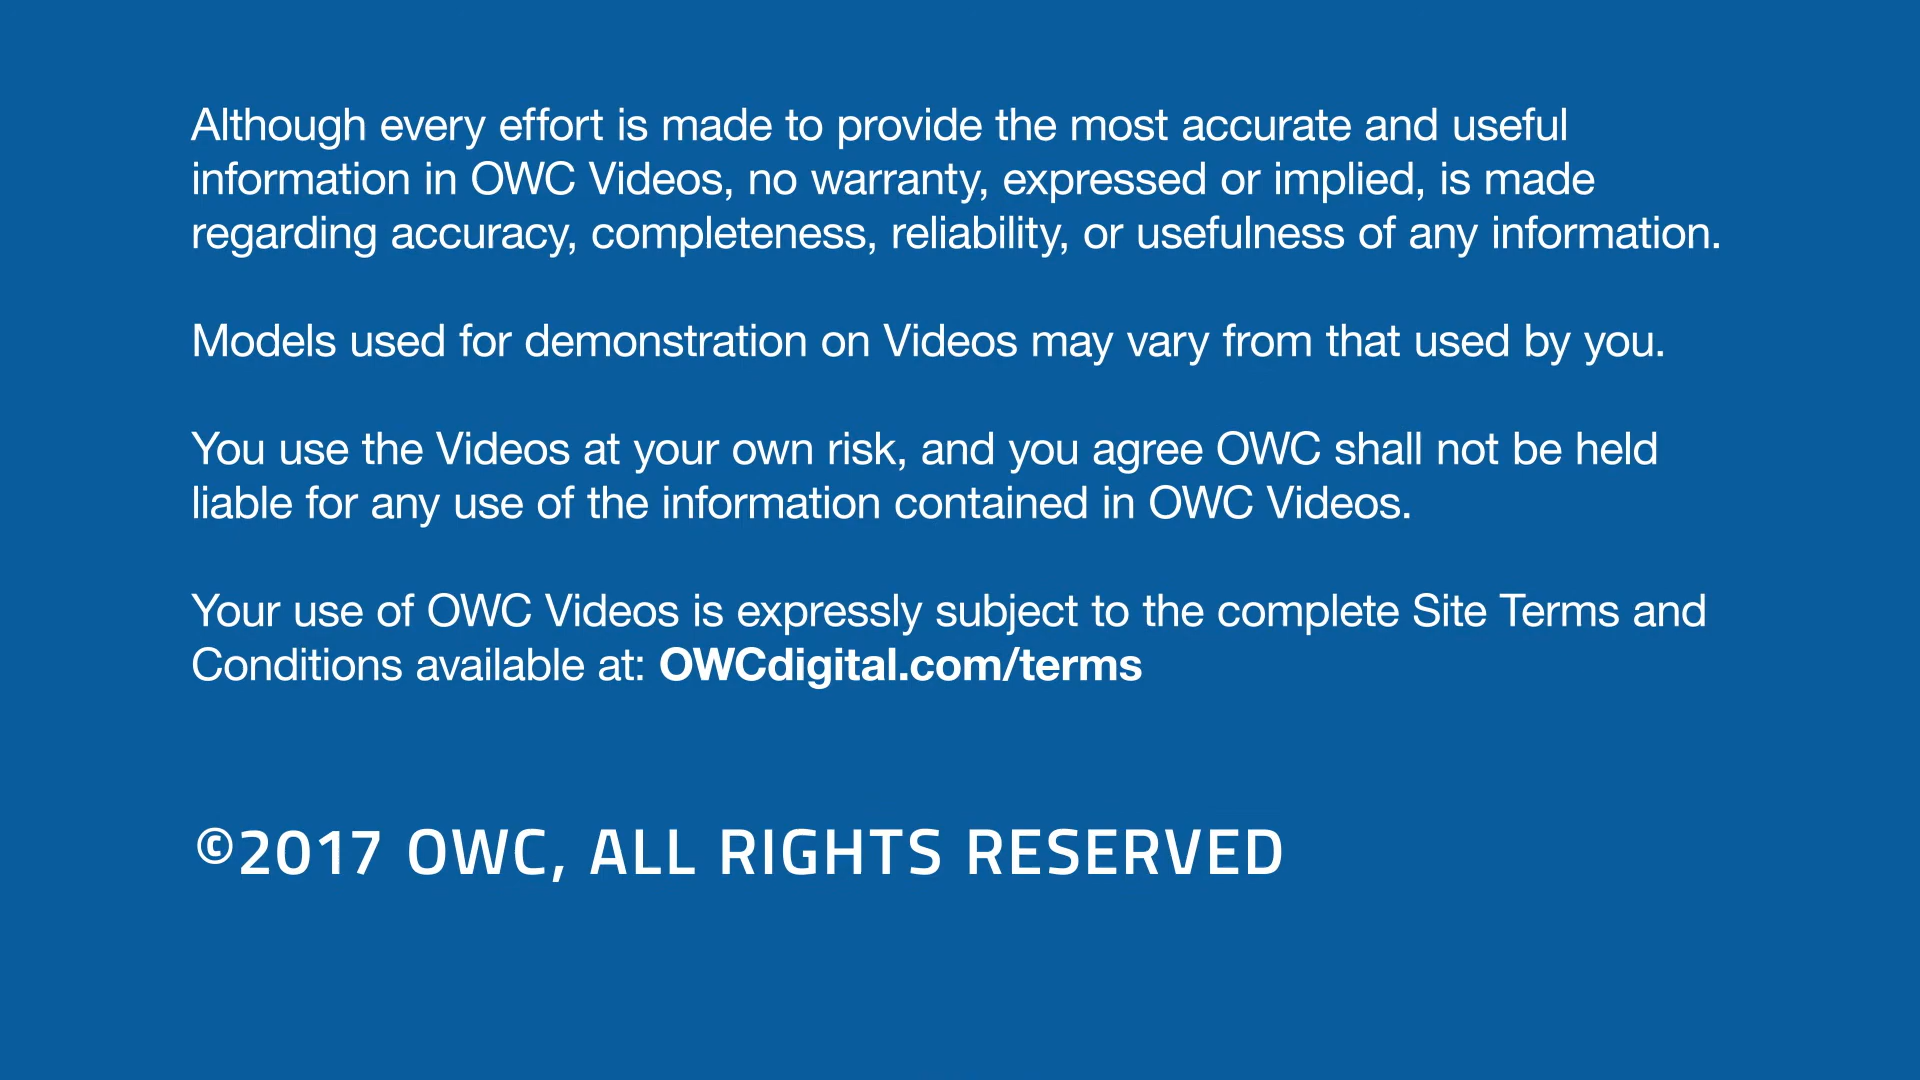 Although every effort is made to provide the most accurate and useful
information in OWC Videos, no warranty, expressed or implied, is made
regarding accuracy, completeness, reliability, or usefulness of any information.
Models used for demonstration on Videos may vary from that used by you.
You use the Videos at your own risk, and you agree OWC shall not be held
liable for any use of the information contained in OWC Videos.
Your use of OWC Videos is expressly subject to the complete Site Terms and
Conditions available at: OWCdigital.com/terms
©2017 OWC, ALL RIGHTS RESERVED